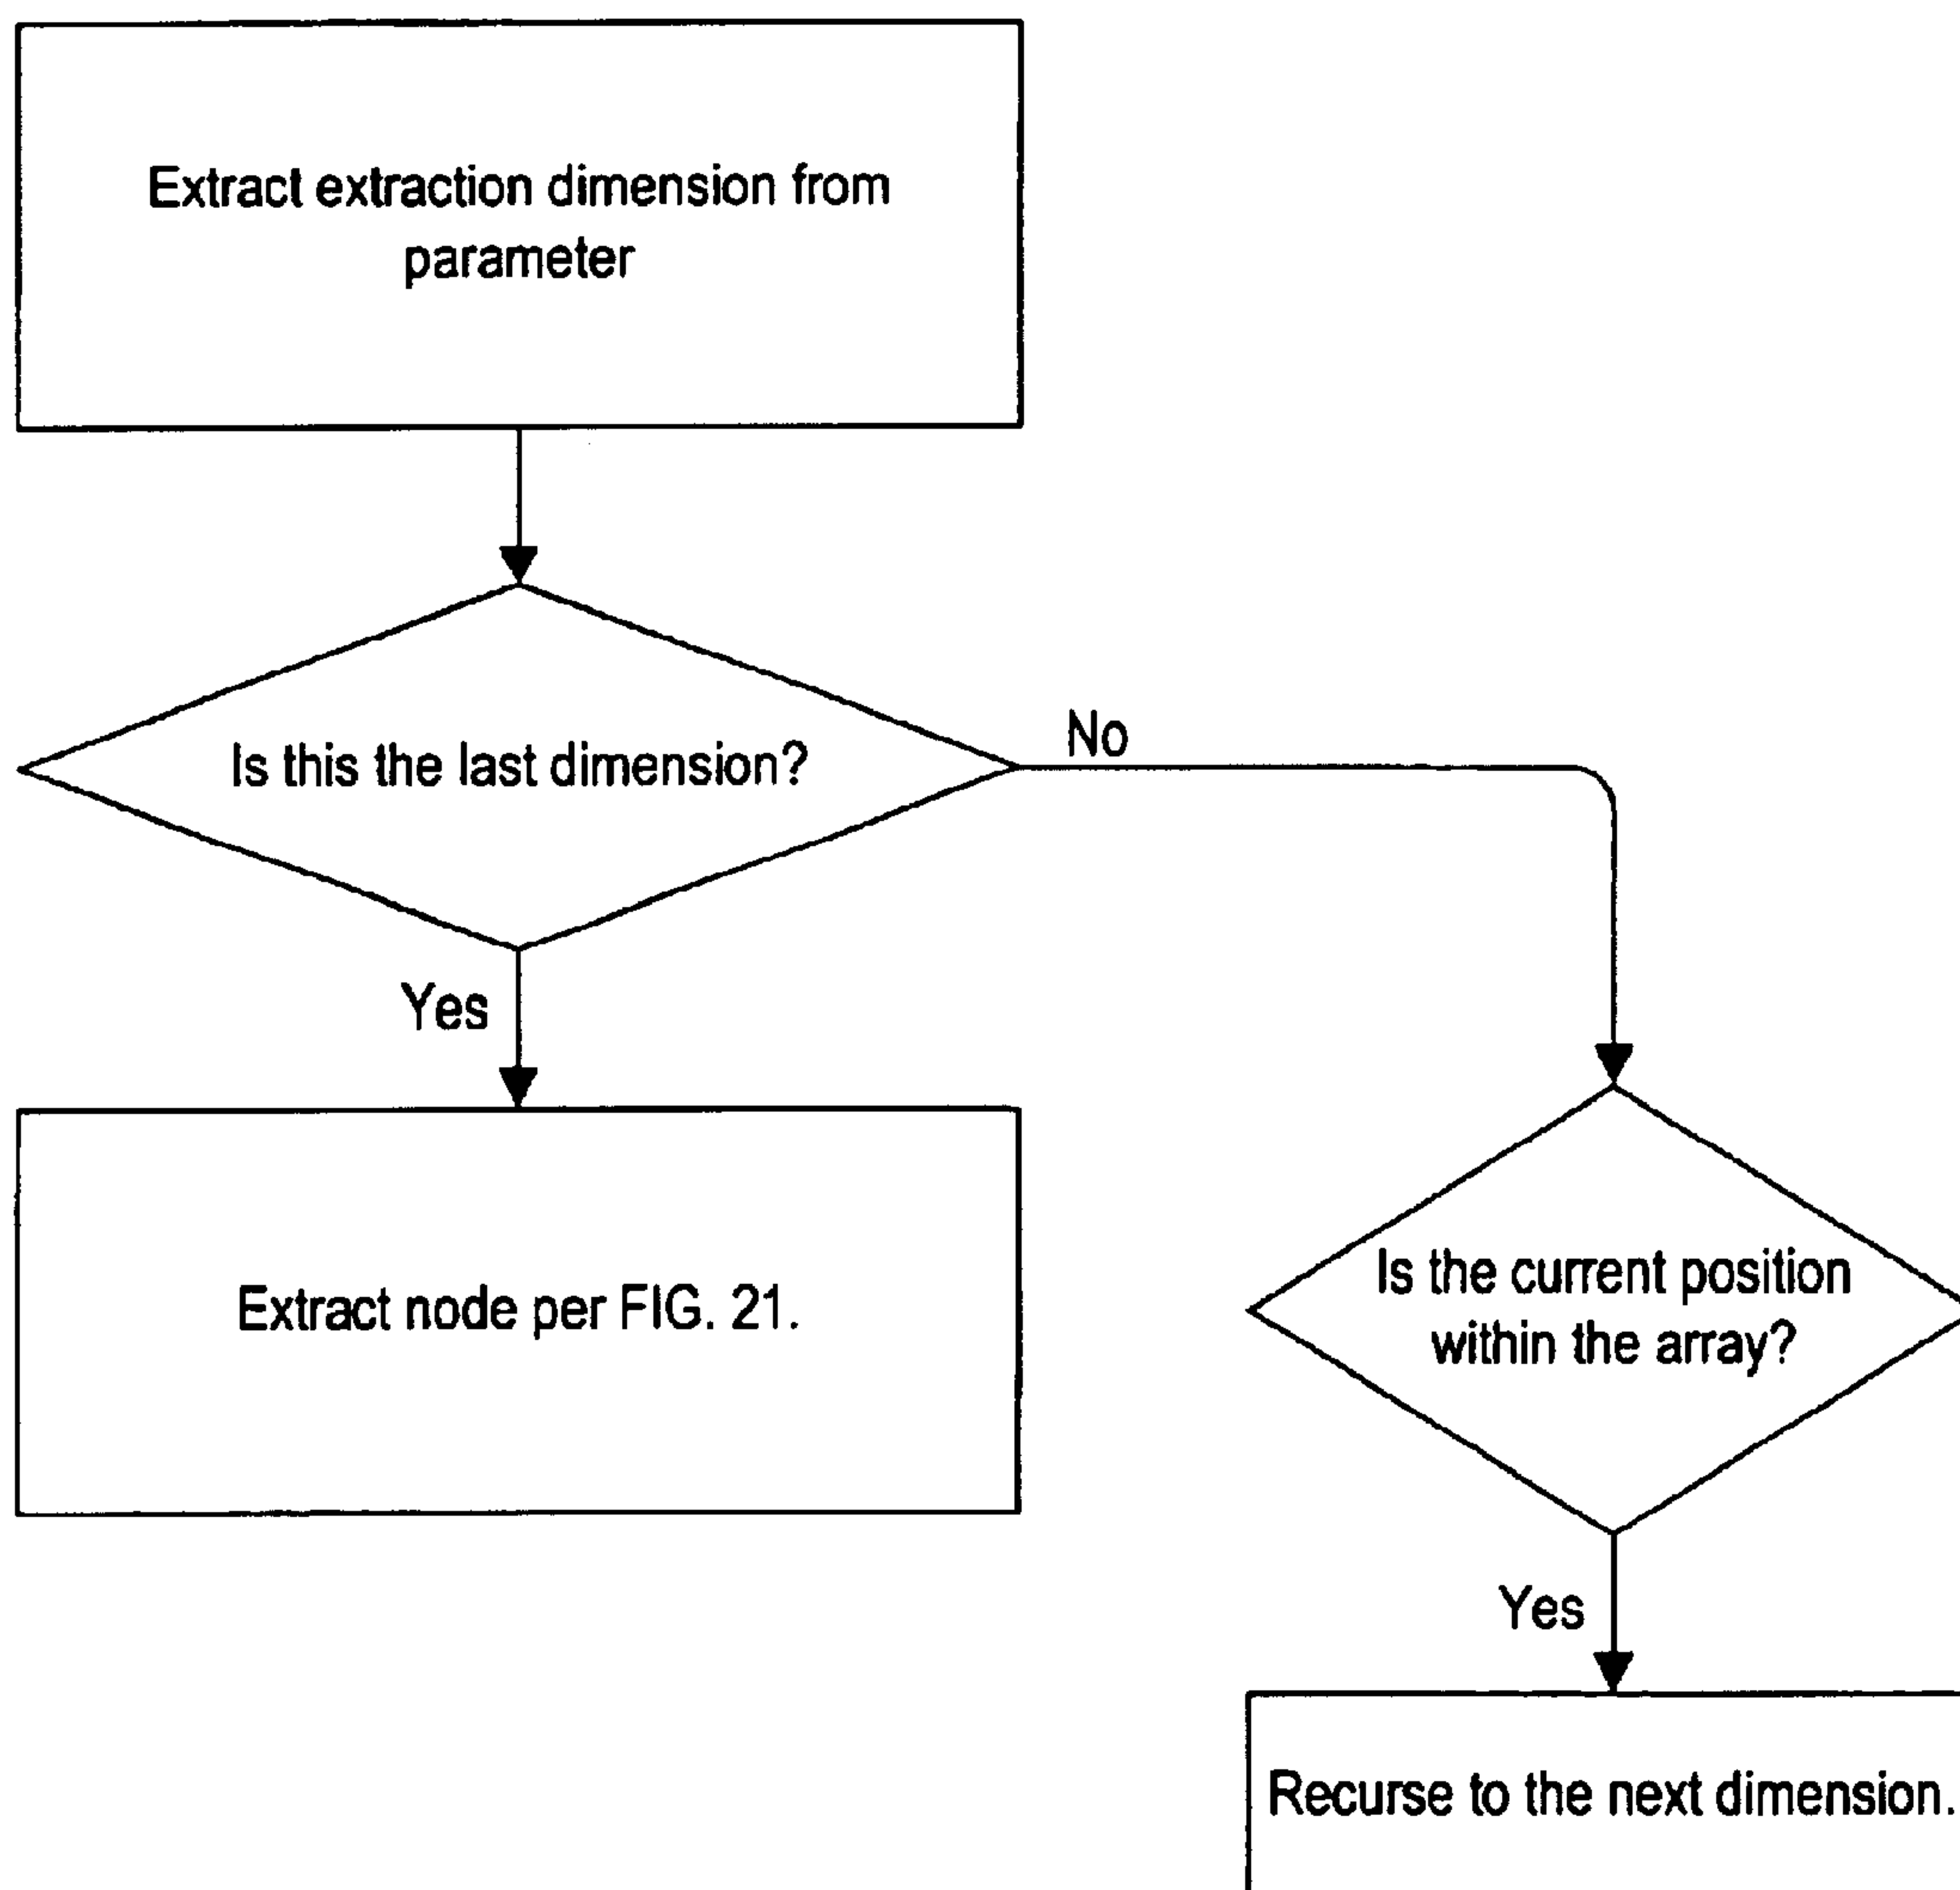 Extract extraction dimension from
parameter
Is this the last dimension?
No
Yes
Extract node per FIG. 21.
Is the current position
within the array?
Yes
Recurse to the next dimension.